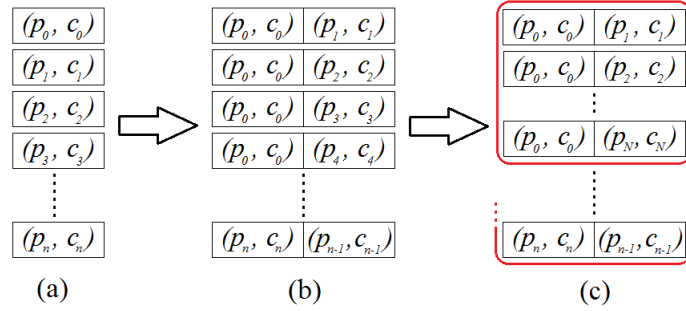 (p₀, c₀)
(p₁, c₁)
(p₂, c₂)
(p₃, c₃)
(pₙ, cₙ)
(a)
(p₀, c₀) (p₁, c₁)
(p₀, c₀) (p₂, c₂)
(p₀, c₀) (p₃, c₃)
(p₀, c₀) (p₄, c₄)
(pₙ, cₙ) (pₙ₋₁, cₙ₋₁)
(b)
(p₀, c₀) (p₁, c₁)
(p₀, c₀) (p₂, c₂)
(p₀, c₀) (p_N, c_N)
(pₙ, cₙ) (pₙ₋₁, cₙ₋₁)
(c)